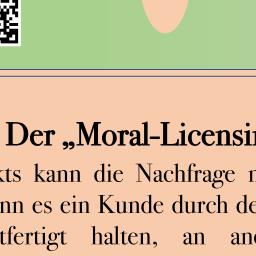 Der „Moral-Licensin
kts kann die Nachfrage n
nn es ein Kunde durch de
tfertigt halten, an and